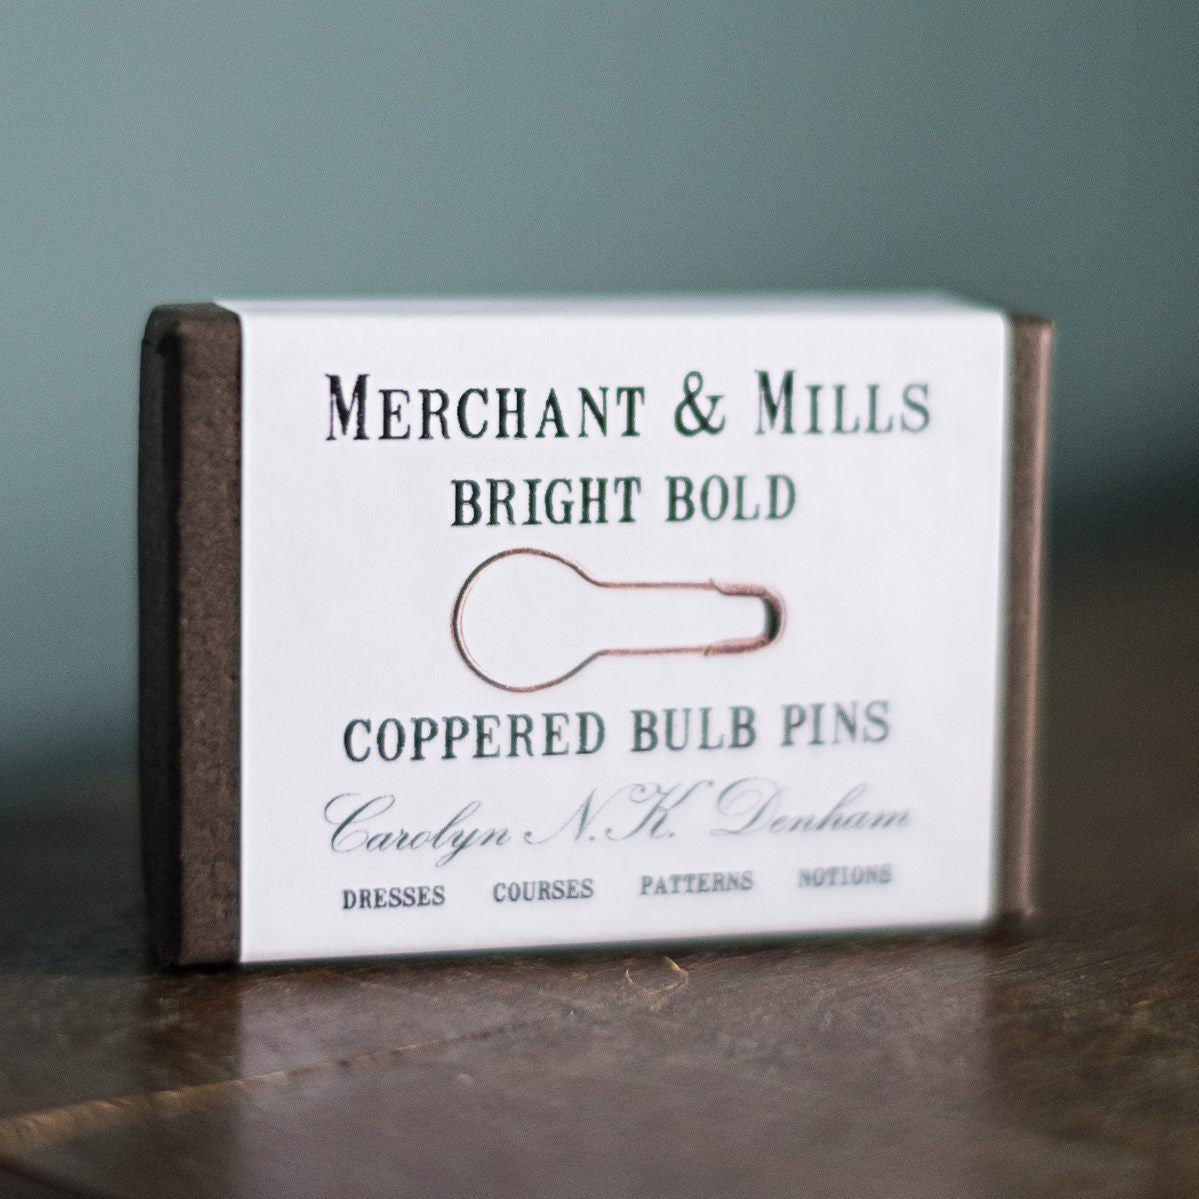 MERCHANT & MILLS
BRIGHT BOLD
COPPERED BULB PINS
Carolyn N.K. Denham
DRESSES COURSES PATTERNS NOTIONS